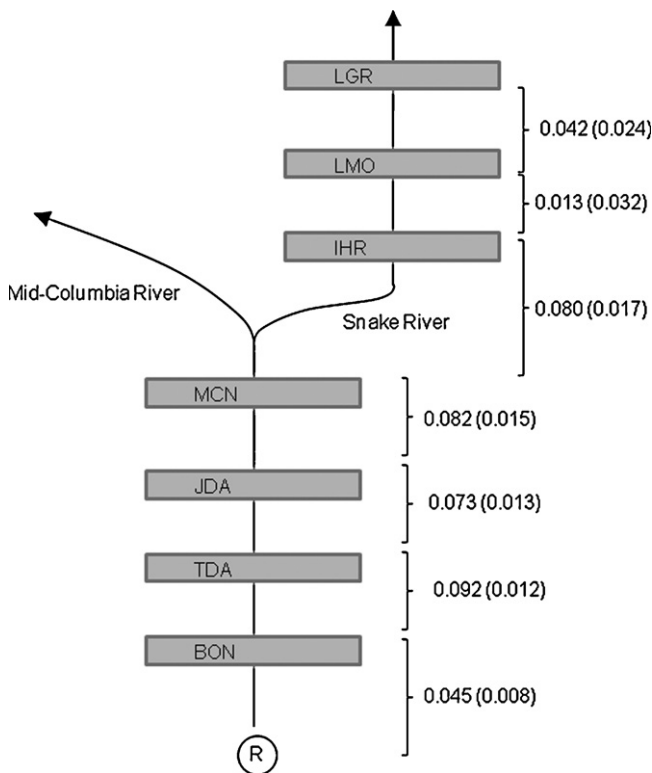 LGR
0.042 (0.024)
LMO
0.013 (0.032)
IHR
Mid-Columbia River
0.080 (0.017)
Snake River
MCN
0.082 (0.015)
JDA
0.073 (0.013)
TDA
0.092 (0.012)
BON
0.045 (0.008)
R